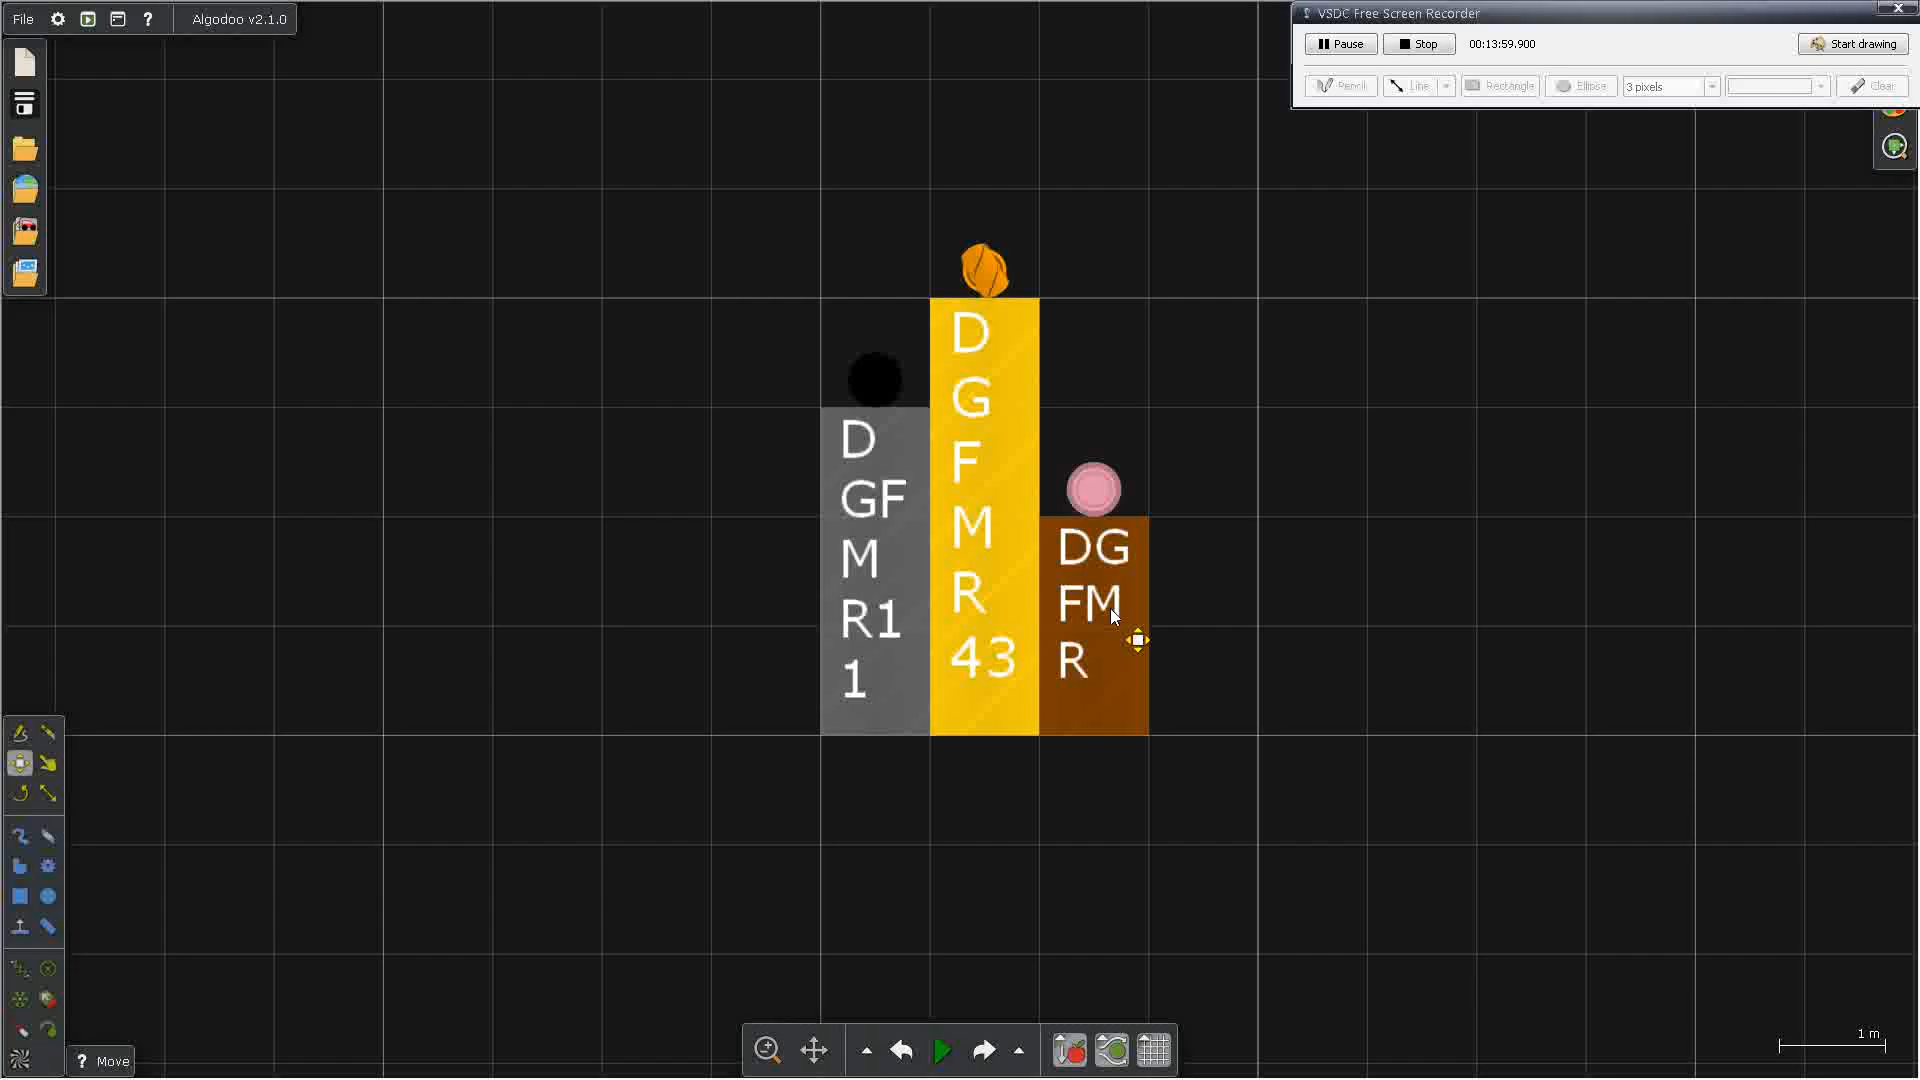 File
Algodoo v2.1.0
VSDC Free Screen Recorder
Pause
Stop
00:13:59.900
Start drawing
Pencil
Line
Rectangle
Ellipse
3 pixels
Clear
D
GF
M
R1
1
D
G
F
M
R
43
DG
FM
R
? Move
1 m